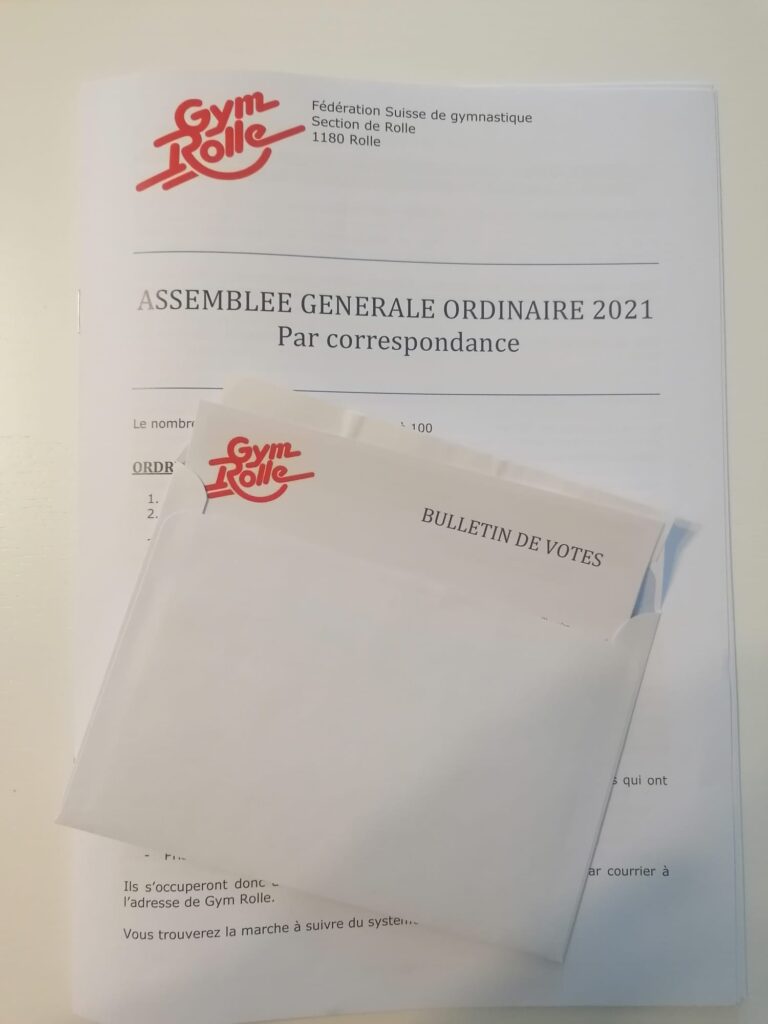 Gym
Rolle
Fédération Suisse de gymnastique
Section de Rolle
1180 Rolle
ASSEMBLEE GENERALE ORDINAIRE 2021
Par correspondance
Le nombre
à 100
ORDR
1.
2.
Gym
Rolle
BULLETIN DE VOTES
qui ont
par courrier à
Ils s'occuperont donc
l'adresse de Gym Rolle.
Vous trouverez la marche à suivre du